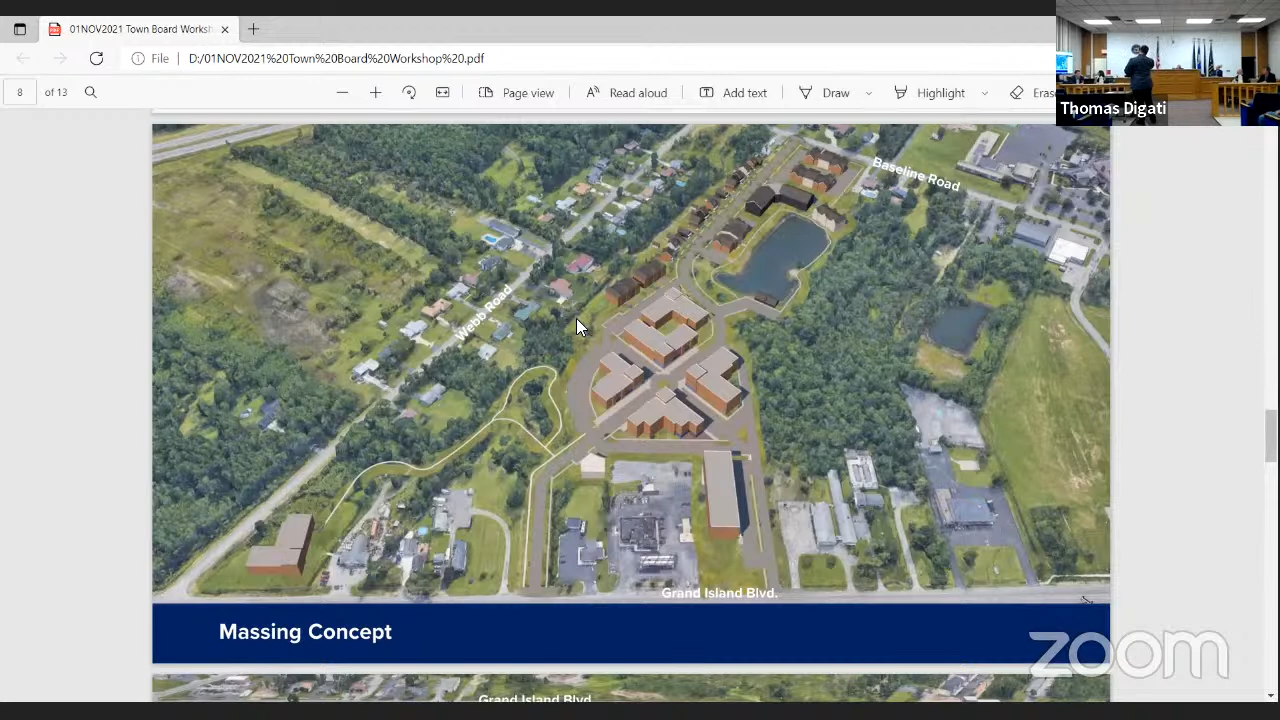 01NOV2021 Town Board Worksh
File
D:/01NOV2021%20Town%20Board%20Workshop%20.pdf
8 of 13
Page view
Read aloud
Add text
Draw
Highlight
Eras
Thomas Digati
Baseline Road
Webb Road
Grand Island Blvd.
Massing Concept
zoom
Grand Island Blvd